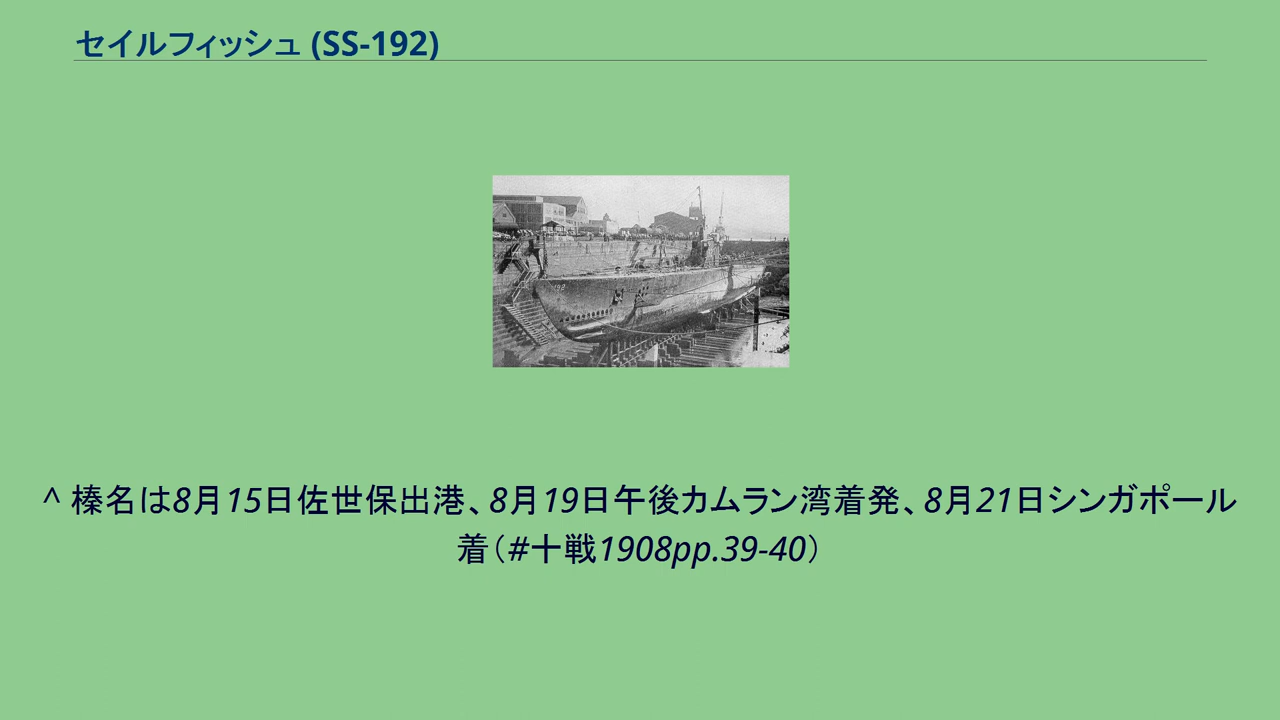 セイルフィッシュ (SS-192)
192
^ 榛名は8月15日佐世保出港、8月19日午後カムラン湾着発、8月21日シンガポール
着（#十戦1908pp.39-40）